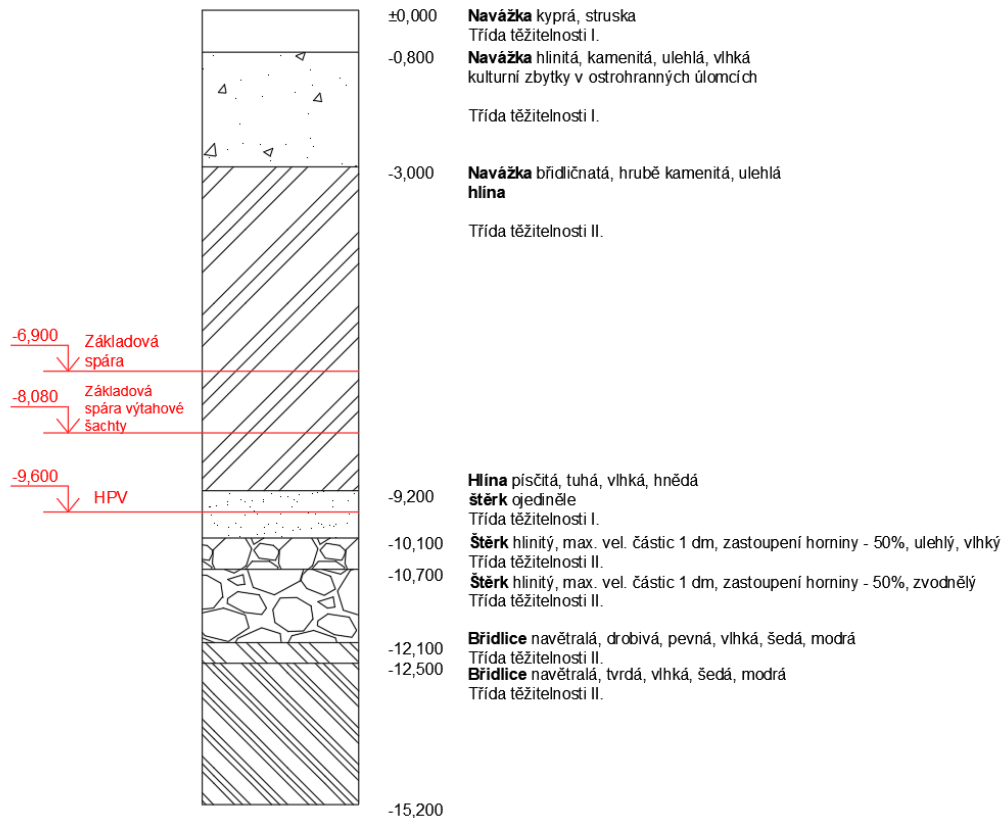 ±0,000 Navážka kyprá, struska
Třída těžitelnosti I.
-0,800 Navážka hlinitá, kamenitá, ulehlá, vlhká
kulturní zbytky v ostrohranných úlomcích
Třída těžitelnosti I.
-3,000 Navážka břidličnatá, hrubě kamenitá, ulehlá
hlína
Třída těžitelnosti II.
-6,900 Základová
spára
-8,080 Základová
spára výtahové
šachty
-9,600 HPV
Hlína písčitá, tuhá, vlhká, hnědá
-9,200 štěrk ojediněle
Třída těžitelnosti I.
-10,100 Štěrk hlinitý, max. vel. částic 1 dm, zastoupení horniny - 50%, ulehlý, vlhký
Třída těžitelnosti II.
-10,700 Štěrk hlinitý, max. vel. částic 1 dm, zastoupení horniny - 50%, zvodnělý
Třída těžitelnosti II.
Břidlice navětralá, drobivá, pevná, vlhká, šedá, modrá
-12,100 Třída těžitelnosti II.
-12,500 Břidlice navětralá, tvrdá, vlhká, šedá, modrá
Třída těžitelnosti II.
-15,200